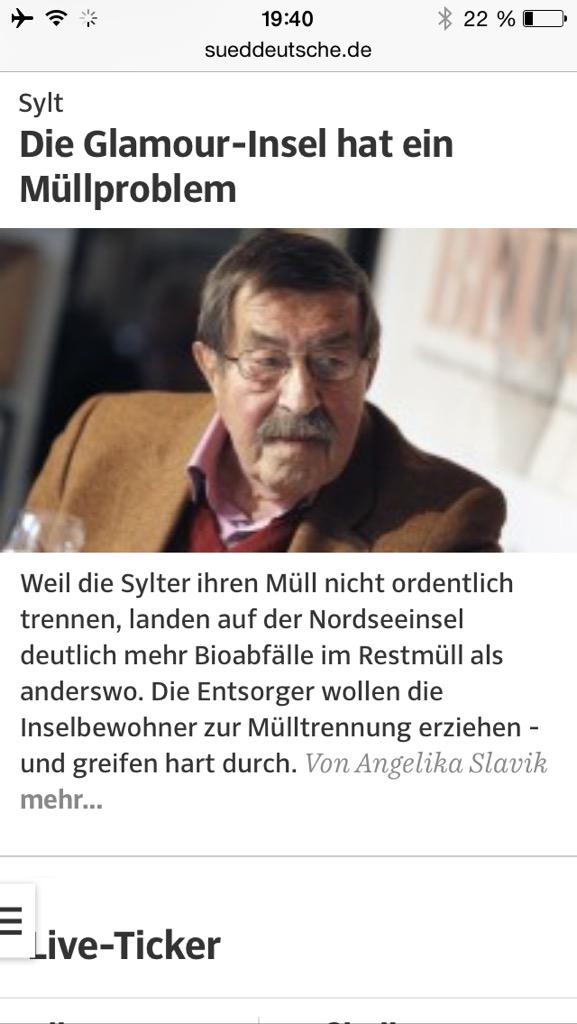 19:40
22 %
sueddeutsche.de
Sylt
Die Glamour-Insel hat ein
Müllproblem
Weil die Sylter ihren Müll nicht ordentlich
trennen, landen auf der Nordseeinsel
deutlich mehr Bioabfälle im Restmüll als
anderswo. Die Entsorger wollen die
Inselbewohner zur Mülltrennung erziehen -
und greifen hart durch. Von Angelika Slavik
mehr...
Live-Ticker